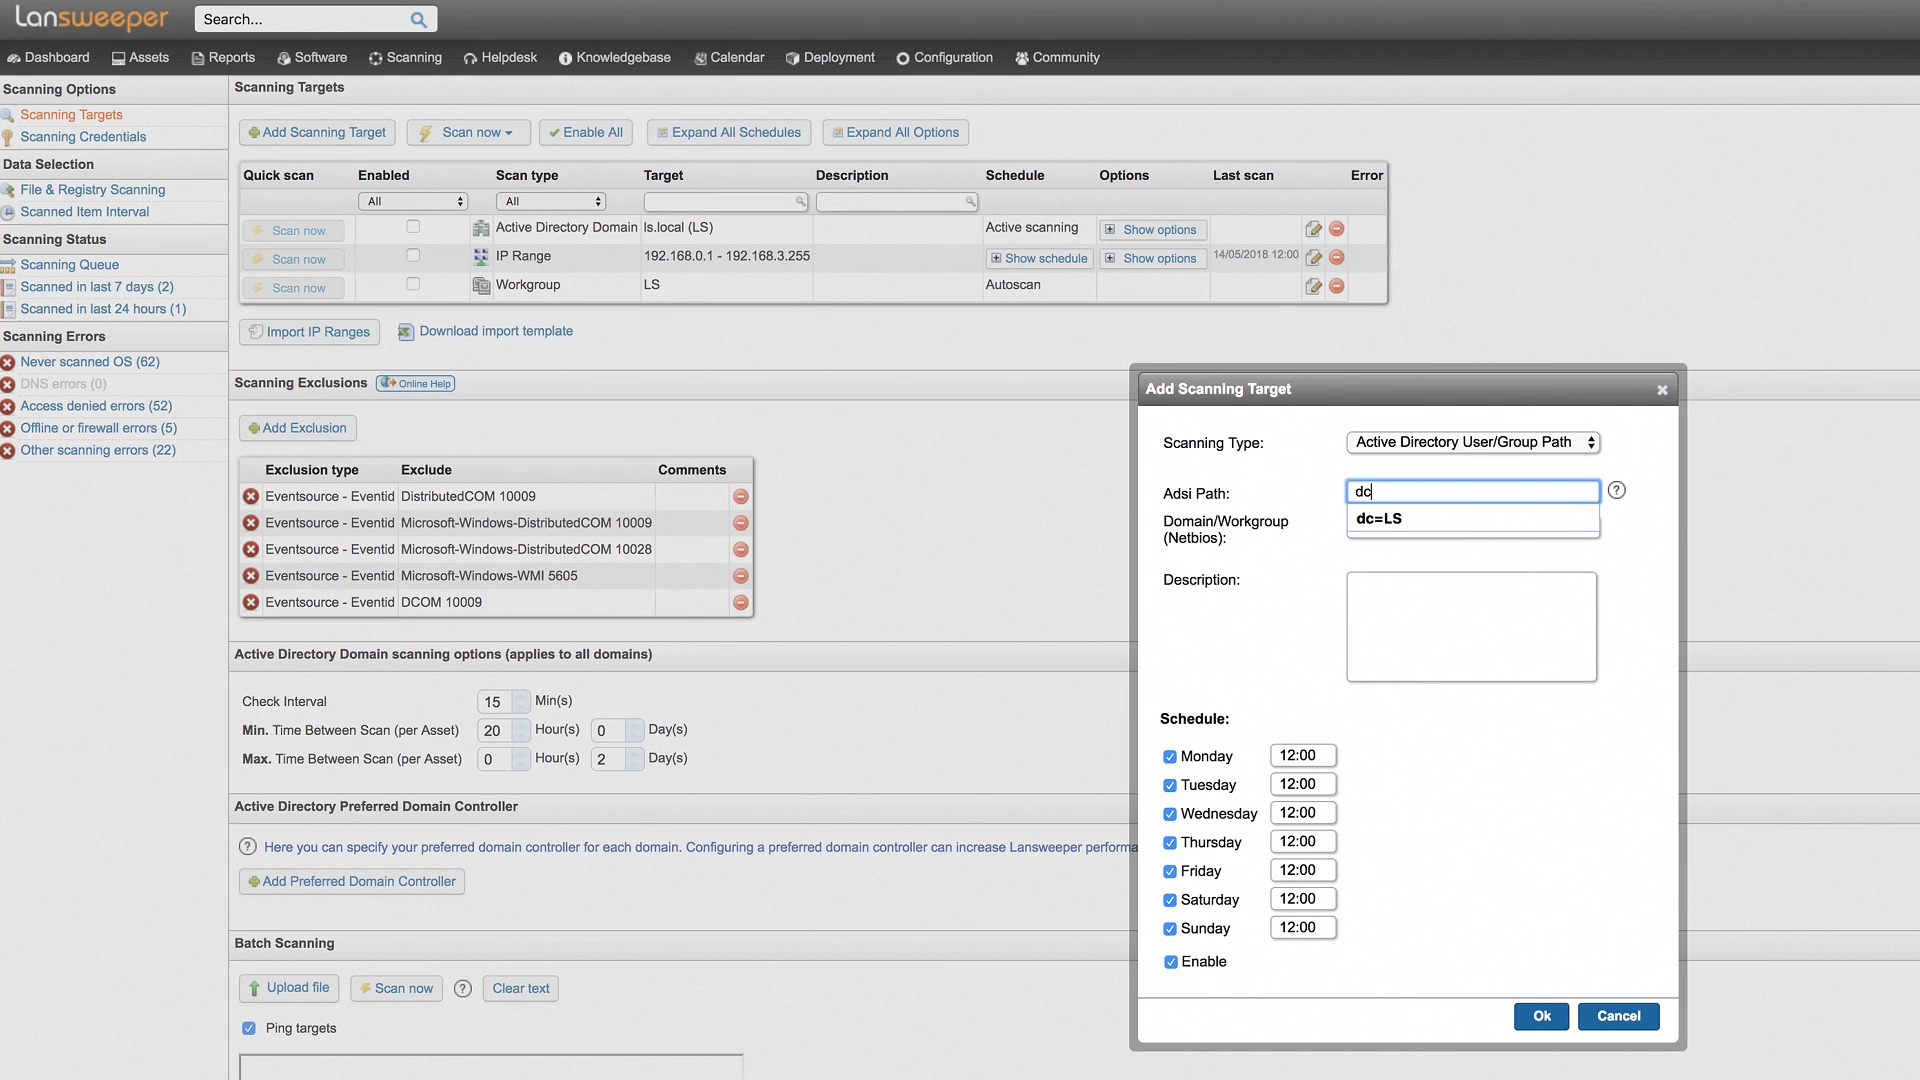 Lansweeper
Search...
Dashboard Assets Reports Software Scanning Helpdesk Knowledgebase Calendar Deployment Configuration Community
Scanning Options
Scanning Targets
Scanning Credentials
Data Selection
File & Registry Scanning
Scanned Item Interval
Scanning Status
Scanning Queue
Scanned in last 7 days (2)
Scanned in last 24 hours (1)
Scanning Errors
Never scanned OS (62)
DNS errors (0)
Access denied errors (52)
Offline or firewall errors (5)
Other scanning errors (22)
Scanning Targets
Add Scanning Target Scan now Enable All Expand All Schedules Expand All Options
Quick scan Enabled Scan type Target Description Schedule Options Last scan Error
All All
Scan now Active Directory Domain ls.local (LS) Active scanning Show options
Scan now IP Range 192.168.0.1 - 192.168.3.255 Show schedule Show options 14/05/2018 12:00
Scan now Workgroup LS Autoscan
Import IP Ranges Download import template
Scanning Exclusions Online Help
Add Exclusion
Exclusion type Exclude Comments
Eventsource - Eventid DistributedCOM 10009
Eventsource - Eventid Microsoft-Windows-DistributedCOM 10009
Eventsource - Eventid Microsoft-Windows-DistributedCOM 10028
Eventsource - Eventid Microsoft-Windows-WMI 5605
Eventsource - Eventid DCOM 10009
Active Directory Domain scanning options (applies to all domains)
Check Interval 15 Min(s)
Min. Time Between Scan (per Asset) 20 Hour(s) 0 Day(s)
Max. Time Between Scan (per Asset) 0 Hour(s) 2 Day(s)
Active Directory Preferred Domain Controller
? Here you can specify your preferred domain controller for each domain. Configuring a preferred domain controller can increase Lansweeper performa
Add Preferred Domain Controller
Batch Scanning
Upload file Scan now ? Clear text
Ping targets
Add Scanning Target
Scanning Type: Active Directory User/Group Path
Adsi Path: dc ?
dc=LS
Domain/Workgroup
(Netbios):
Description:
Schedule:
Monday 12:00
Tuesday 12:00
Wednesday 12:00
Thursday 12:00
Friday 12:00
Saturday 12:00
Sunday 12:00
Enable
Ok Cancel